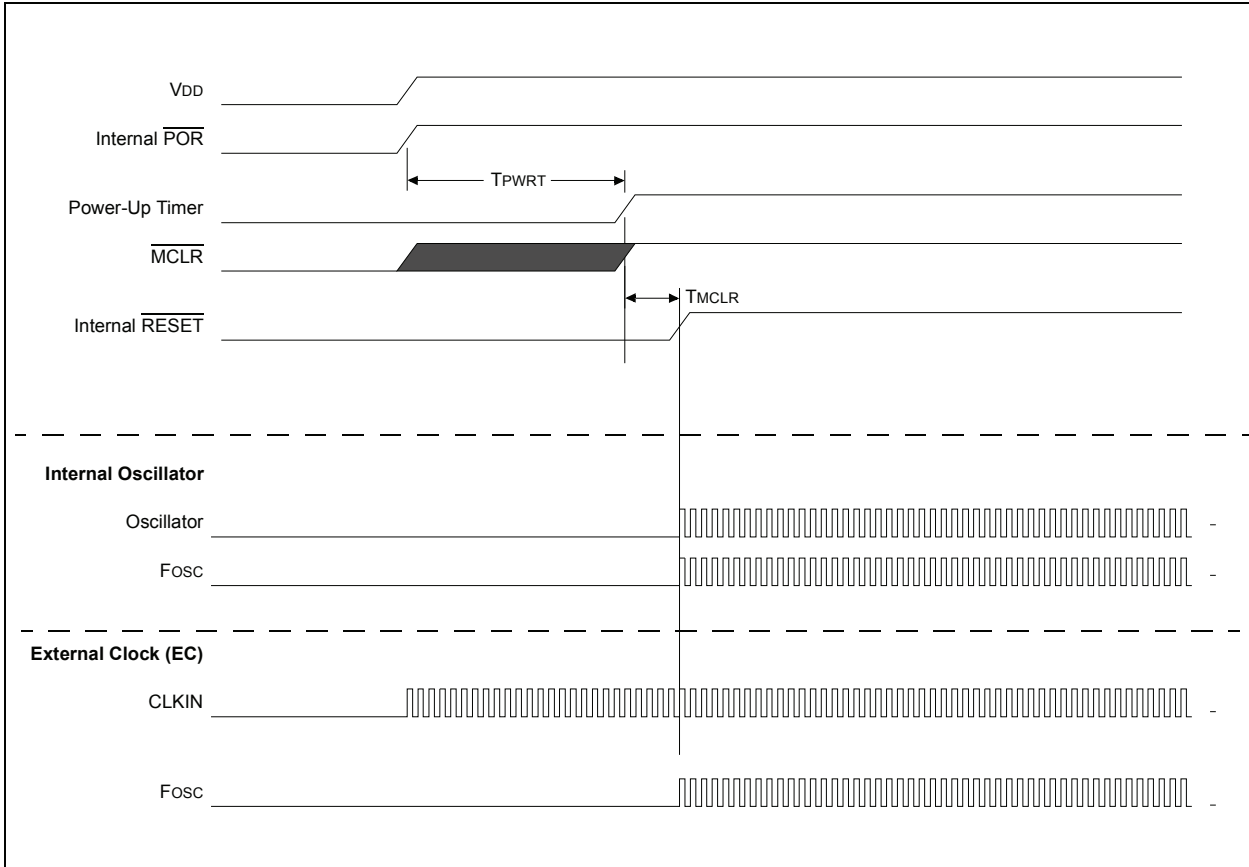 VDD
Internal POR
TPWRT
Power-Up Timer
MCLR
TMCLR
Internal RESET
Internal Oscillator
Oscillator
FOSC
External Clock (EC)
CLKIN
FOSC